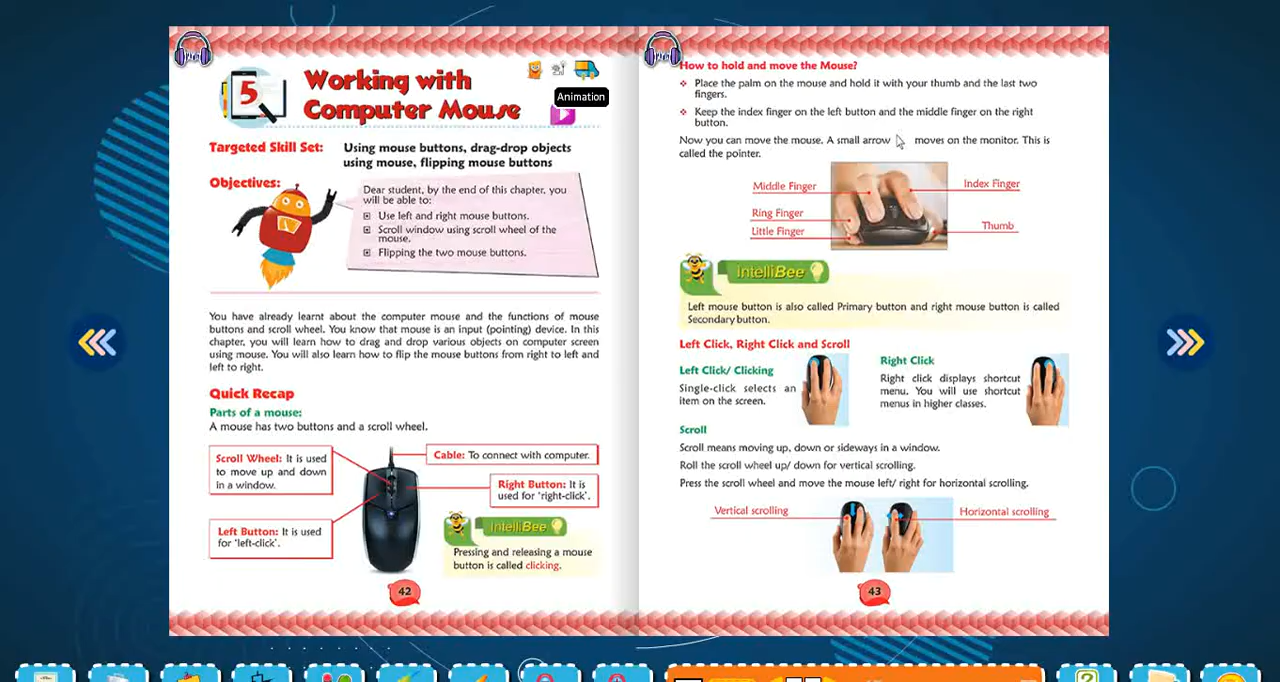 5
Working with
Computer Mouse
Animation
Targeted Skill Set: Using mouse buttons, drag-drop objects
using mouse, flipping mouse buttons
Objectives:
Dear student, by the end of this chapter, you
will be able to:
Use left and right mouse buttons.
Scroll window using scroll wheel of the
mouse.
Flipping the two mouse buttons.
You have already learnt about the computer mouse and the functions of mouse
buttons and scroll wheel. You know that mouse is an input (pointing) device. In this
chapter, you will learn how to drag and drop various objects on computer screen
using mouse. You will also learn how to flip the mouse buttons from right to left and
left to right.
Quick Recap
Parts of a mouse:
A mouse has two buttons and a scroll wheel.
Scroll Wheel: It is used
to move up and down
in a window.
Cable: To connect with computer.
Right Button: It is
used for 'right-click'.
Left Button: It is used
for 'left-click'.
IntelliBee
Pressing and releasing a mouse
button is called clicking.
42
How to hold and move the Mouse?
Place the palm on the mouse and hold it with your thumb and the last two
fingers.
Keep the index finger on the left button and the middle finger on the right
button.
Now you can move the mouse. A small arrow moves on the monitor. This is
called the pointer.
Middle Finger
Index Finger
Ring Finger
Little Finger
Thumb
IntelliBee
Left mouse button is also called Primary button and right mouse button is called
Secondary button.
Left Click, Right Click and Scroll
Left Click/ Clicking
Single-click selects an
item on the screen.
Right Click
Right click displays shortcut
menu. You will use shortcut
menus in higher classes.
Scroll
Scroll means moving up, down or sideways in a window.
Roll the scroll wheel up/ down for vertical scrolling.
Press the scroll wheel and move the mouse left/ right for horizontal scrolling.
Vertical scrolling
Horizontal scrolling
43